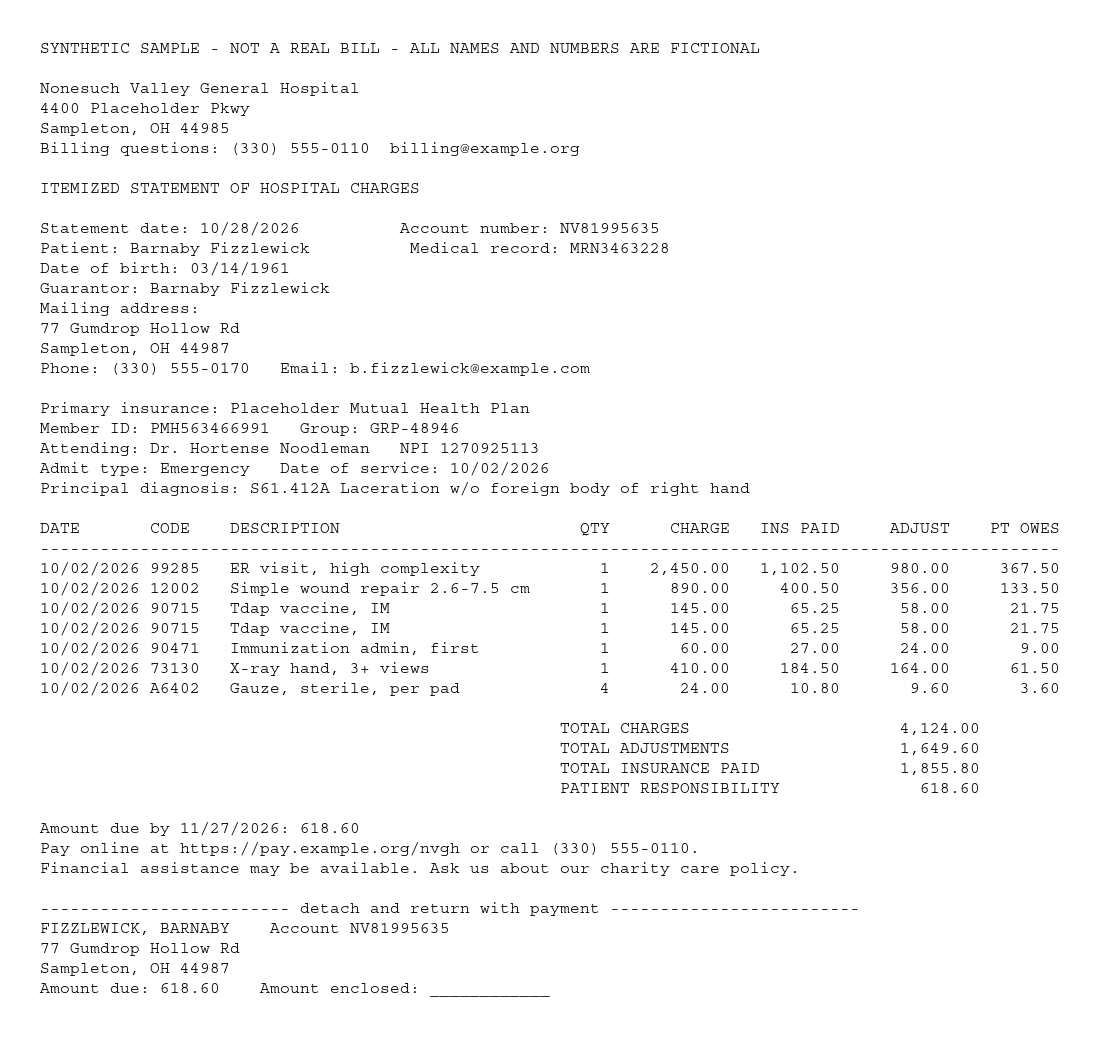 SYNTHETIC SAMPLE - NOT A REAL BILL - ALL NAMES AND NUMBERS ARE FICTIONAL
Nonesuch Valley General Hospital
4400 Placeholder Pkwy
Sampleton, OH 44985
Billing questions: (330) 555-0110  billing@example.org
ITEMIZED STATEMENT OF HOSPITAL CHARGES
Statement date: 10/28/2026          Account number: NV81995635
Patient: Barnaby Fizzlewick          Medical record: MRN3463228
Date of birth: 03/14/1961
Guarantor: Barnaby Fizzlewick
Mailing address:
77 Gumdrop Hollow Rd
Sampleton, OH 44987
Phone: (330) 555-0170   Email: b.fizzlewick@example.com
Primary insurance: Placeholder Mutual Health Plan
Member ID: PMH563466991   Group: GRP-48946
Attending: Dr. Hortense Noodleman   NPI 1270925113
Admit type: Emergency   Date of service: 10/02/2026
Principal diagnosis: S61.412A Laceration w/o foreign body of right hand
DATE       CODE    DESCRIPTION                        QTY      CHARGE   INS PAID     ADJUST    PT OWES
------------------------------------------------------------------------------------------------------
10/02/2026 99285   ER visit, high complexity            1    2,450.00   1,102.50     980.00     367.50
10/02/2026 12002   Simple wound repair 2.6-7.5 cm       1      890.00     400.50     356.00     133.50
10/02/2026 90715   Tdap vaccine, IM                     1      145.00      65.25      58.00      21.75
10/02/2026 90715   Tdap vaccine, IM                     1      145.00      65.25      58.00      21.75
10/02/2026 90471   Immunization admin, first            1       60.00      27.00      24.00       9.00
10/02/2026 73130   X-ray hand, 3+ views                 1      410.00     184.50     164.00      61.50
10/02/2026 A6402   Gauze, sterile, per pad              4       24.00      10.80       9.60       3.60
TOTAL CHARGES                     4,124.00
TOTAL ADJUSTMENTS                 1,649.60
TOTAL INSURANCE PAID              1,855.80
PATIENT RESPONSIBILITY              618.60
Amount due by 11/27/2026: 618.60
Pay online at https://pay.example.org/nvgh or call (330) 555-0110.
Financial assistance may be available. Ask us about our charity care policy.
------------------------- detach and return with payment -------------------------
FIZZLEWICK, BARNABY    Account NV81995635
77 Gumdrop Hollow Rd
Sampleton, OH 44987
Amount due: 618.60    Amount enclosed: ____________